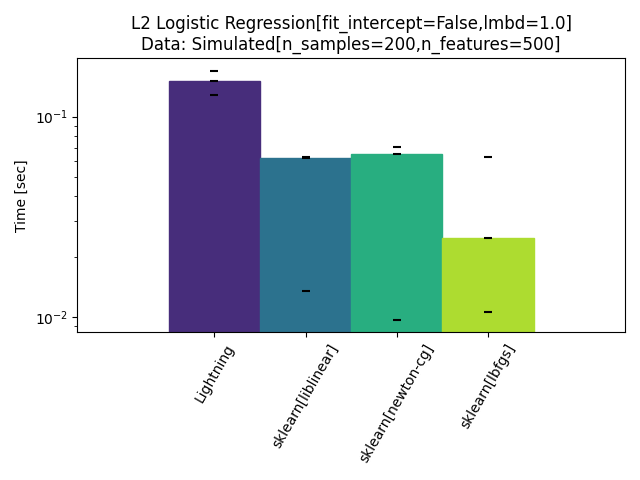 L2 Logistic Regression[fit_intercept=False,lmbd=1.0]
Data: Simulated[n_samples=200,n_features=500]
Time [sec]
10⁻¹
10⁻²
Lightning
sklearn[liblinear]
sklearn[newton-cg]
sklearn[lbfgs]